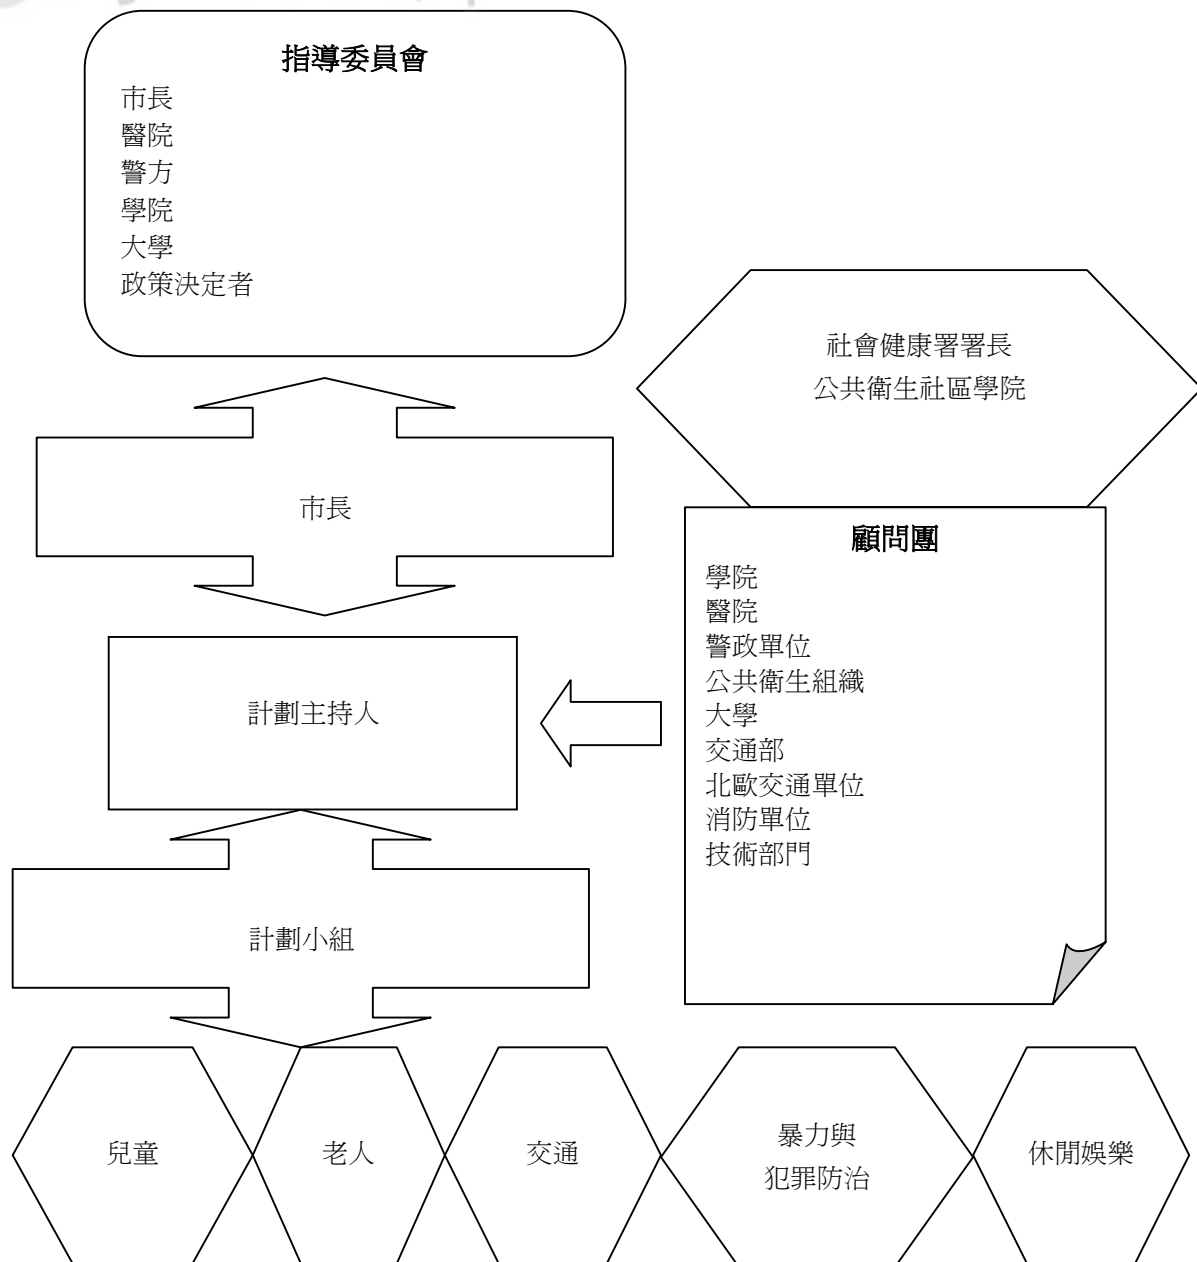 指導委員會
市長
醫院
警方
學院
大學
政策決定者
社會健康署署長
公共衛生社區學院
市長
顧問團
學院
醫院
警政單位
公共衛生組織
大學
交通部
北歐交通單位
消防單位
技術部門
計劃主持人
計劃小組
兒童
老人
交通
暴力與
犯罪防治
休閒娛樂